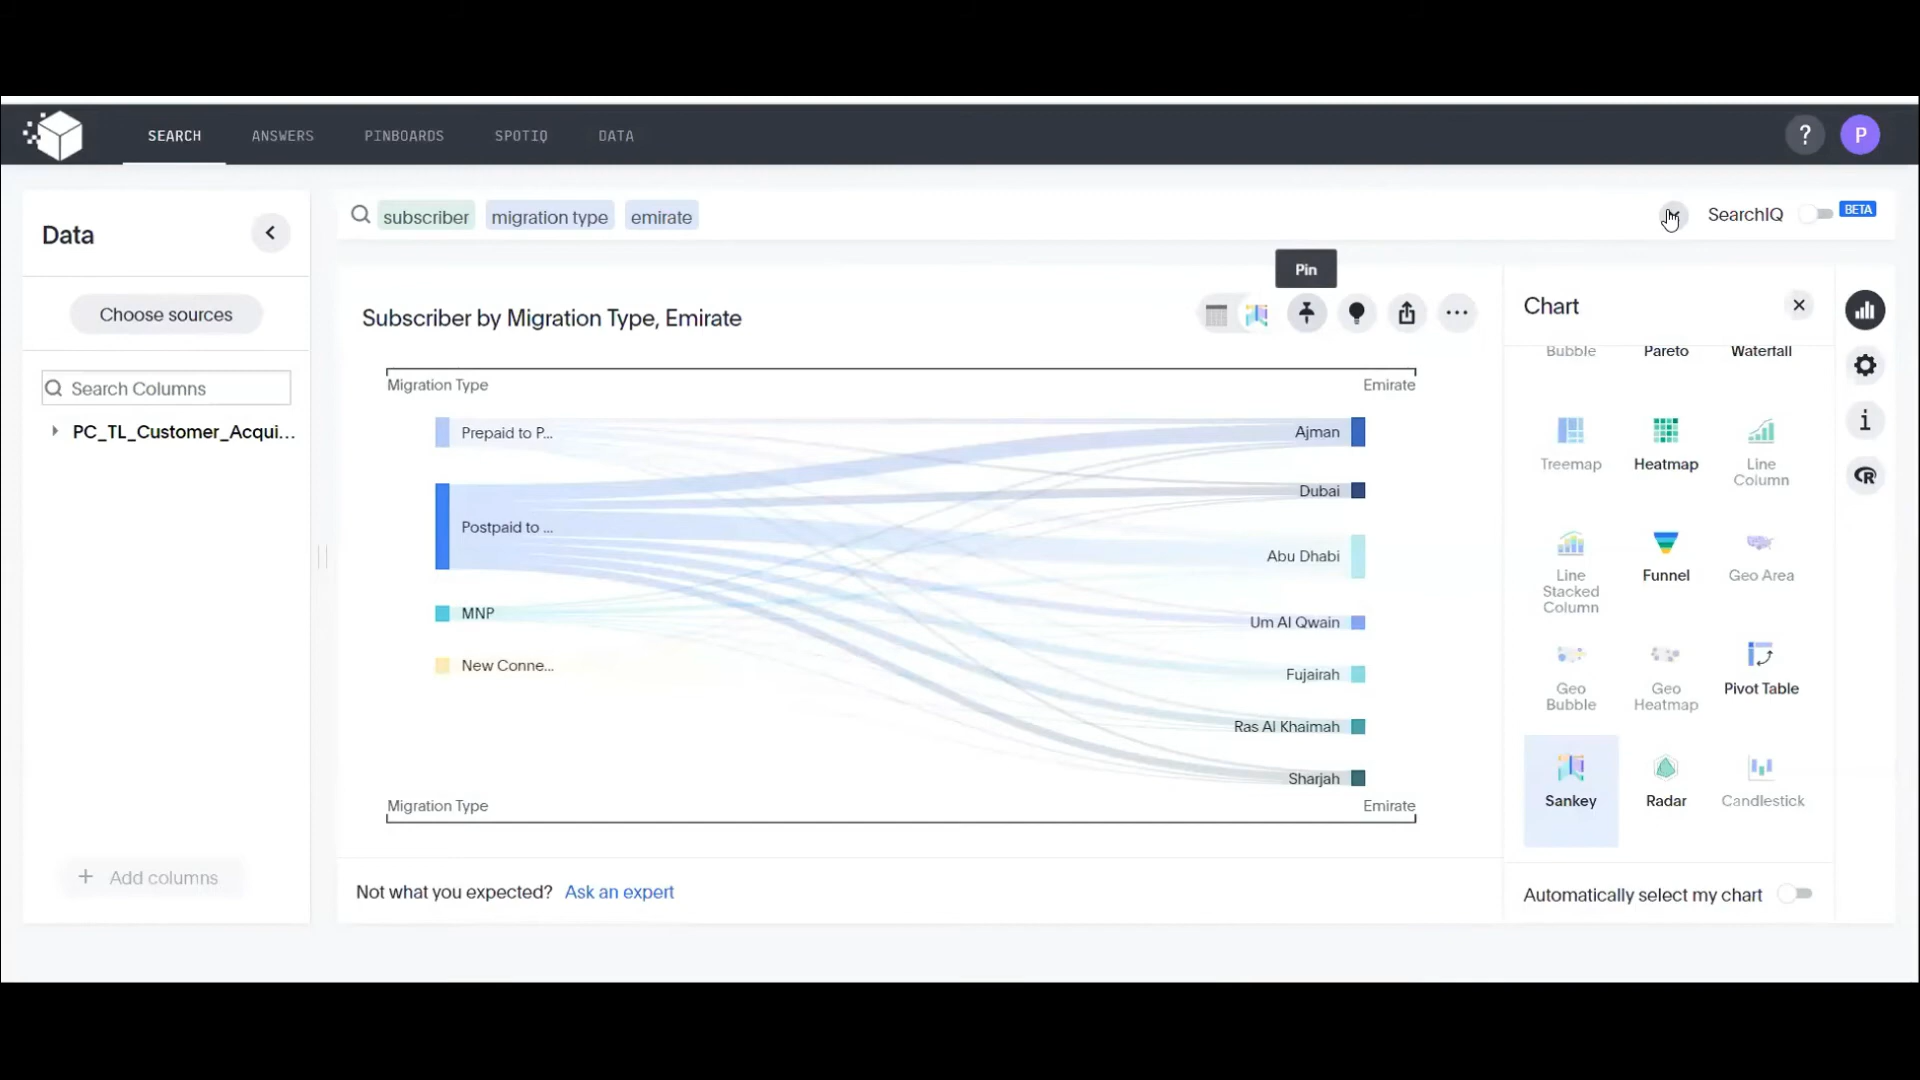 SEARCH ANSWERS PINBOARDS SPOTIQ DATA ? P
Data
Choose sources
Search Columns
PC_TL_Customer_Acqui...
+ Add columns
subscriber migration type emirate
SearchIQ BETA
Pin
Subscriber by Migration Type, Emirate
Migration Type Emirate
Prepaid to P...
Postpaid to ...
MNP
New Conne...
Ajman
Dubai
Abu Dhabi
Um Al Qwain
Fujairah
Ras Al Khaimah
Sharjah
Migration Type Emirate
Not what you expected? Ask an expert
Chart
Bubble Pareto Waterfall
Treemap Heatmap Line
Column
Line
Stacked
Column
Funnel Geo Area
Geo
Bubble
Geo
Heatmap
Pivot Table
Sankey Radar Candlestick
Automatically select my chart
i
R